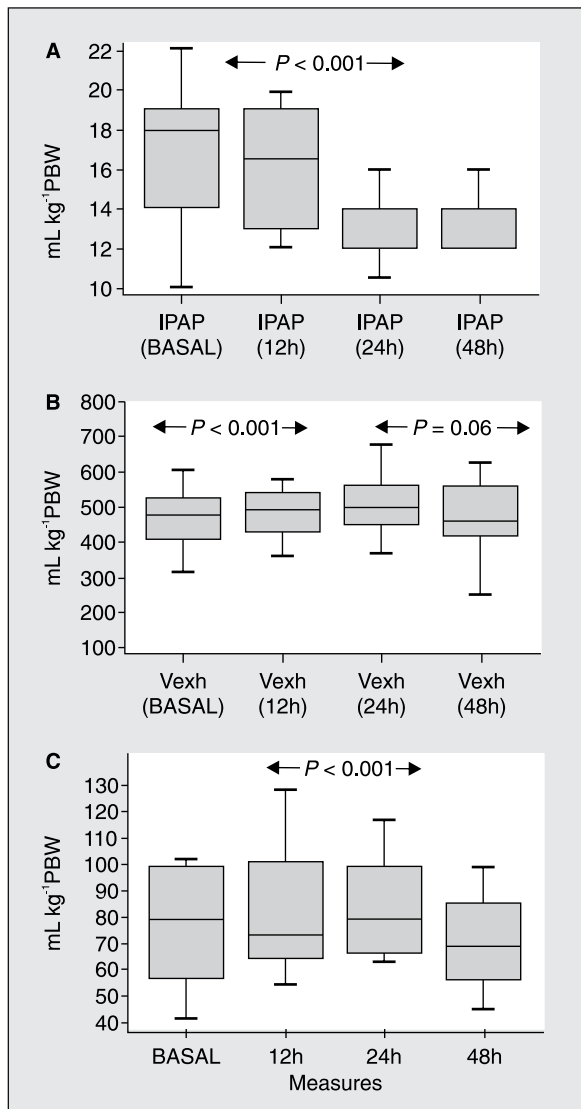 A
P < 0.001
mL kg⁻¹PBW
22
20
18
16
14
12
10
IPAP IPAP IPAP IPAP
(BASAL) (12h) (24h) (48h)
B
P < 0.001 P = 0.06
mL kg⁻¹PBW
800
700
600
500
400
300
200
100
Vexh Vexh Vexh Vexh
(BASAL) (12h) (24h) (48h)
C
P < 0.001
mL kg⁻¹PBW
130
120
110
100
90
80
70
60
50
40
BASAL 12h 24h 48h
Measures